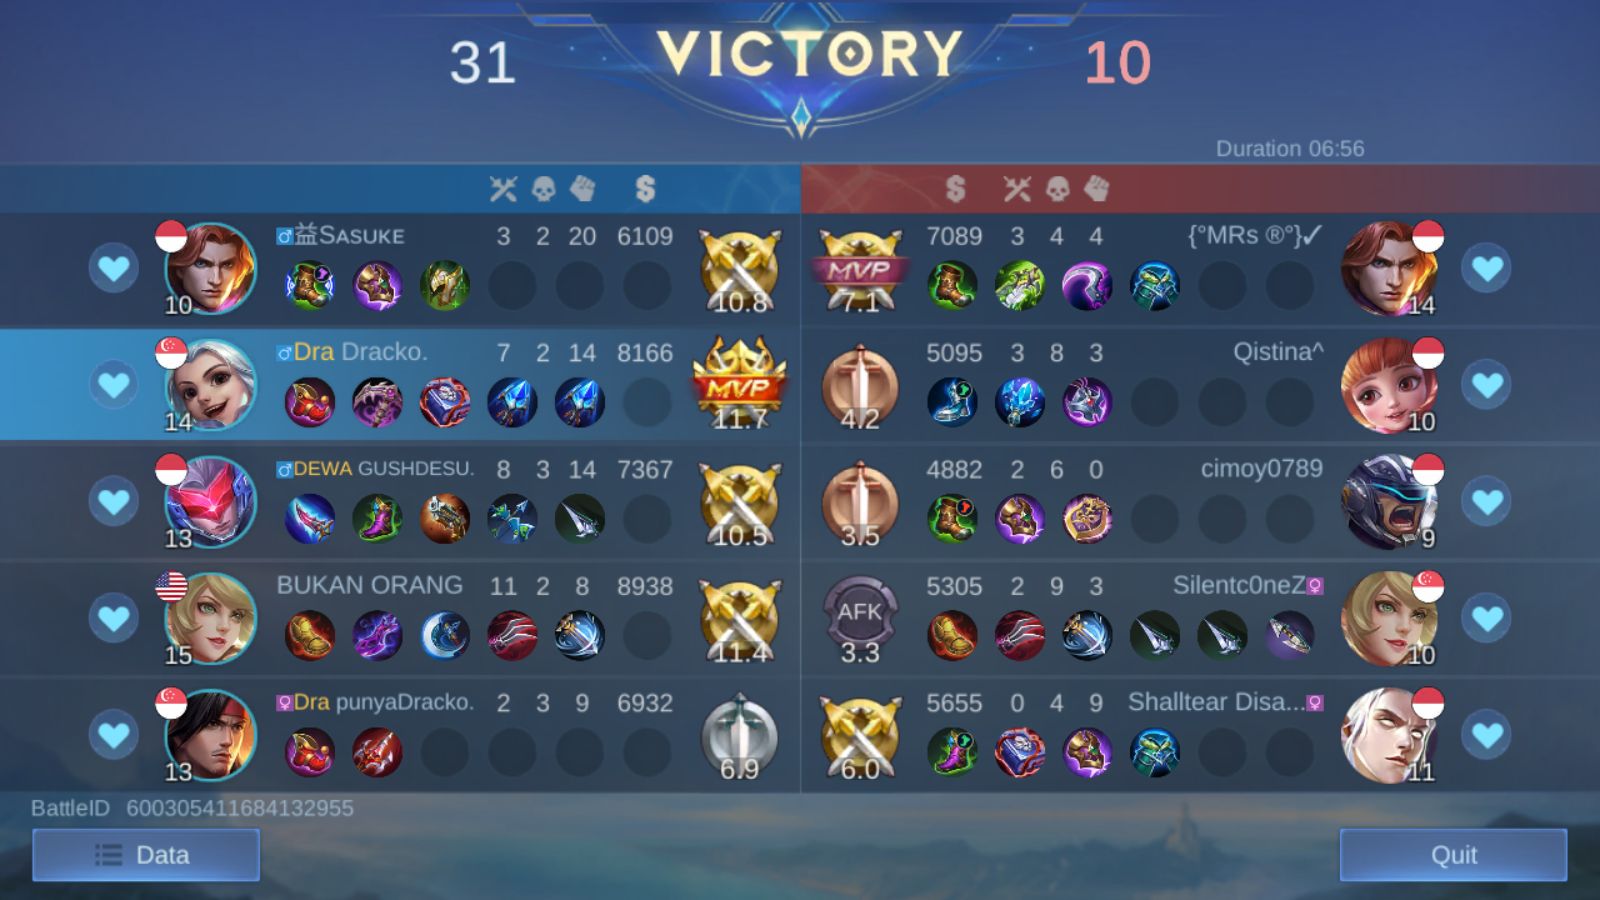 31 VICTORY 10
Duration 06:56
♂益SASUKE 3 2 20 6109
10 10.8
7089 3 4 4 {°MRs ®°}✓
MVP 7.1 14
♂Dra Dracko. 7 2 14 8166
14 MVP 11.7
5095 3 8 3 Qistina^
4.2 10
♂DEWA GUSHDESU. 8 3 14 7367
13 10.5
4882 2 6 0 cimoy0789
3.5 9
BUKAN ORANG 11 2 8 8938
15 11.4
5305 2 9 3 Silentc0neZ♀
AFK 3.3 10
♀Dra punyaDracko. 2 3 9 6932
13 6.9
5655 0 4 9 Shalltear Disa...♀
6.0 11
BattleID 600305411684132955
Data
Quit